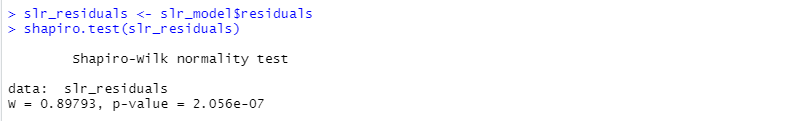 > slr_residuals <- slr_model$residuals
> shapiro.test(slr_residuals)
Shapiro-Wilk normality test
data:  slr_residuals
W = 0.89793, p-value = 2.056e-07